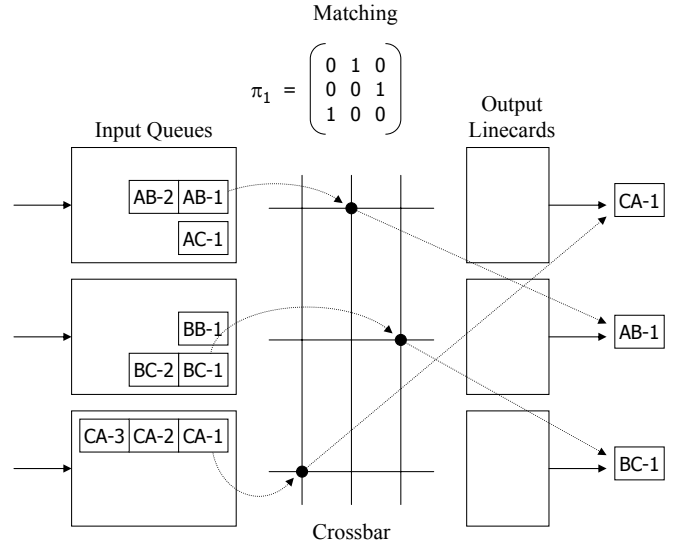 Matching
π1 = ( 0 1 0
0 0 1
1 0 0 )
Input Queues
Output
Linecards
AB-2 AB-1
AC-1
CA-1
BB-1
BC-2 BC-1
AB-1
CA-3 CA-2 CA-1
BC-1
Crossbar